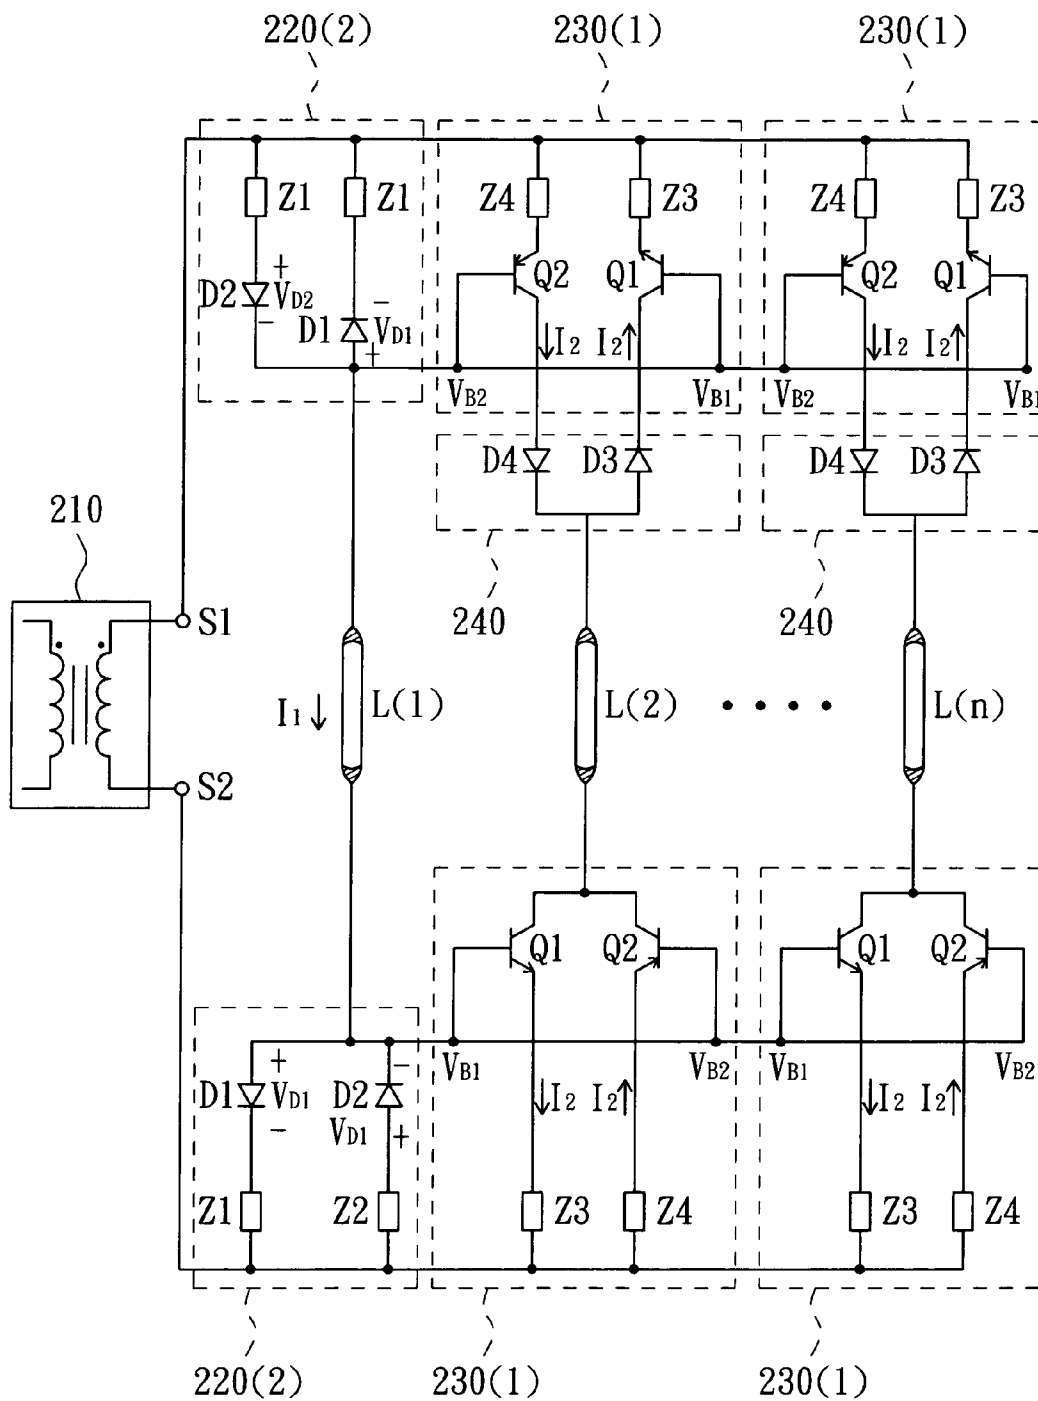 220(2) 230(1) 230(1)
Z1 Z1 Z4 Z3 Z4 Z3
D2 + VD2 - Q2 Q1 Q2 Q1
D1 - VD1 +
I2 I2 I2 I2
VB2 VB1 VB2 VB1
D4 D3 D4 D3
210
S1 240 240
I1 L(1) L(2) L(n)
S2
Q1 Q2 Q1 Q2
+ - VB1 VB2 VB1 VB2
D1 VD1 D2 I2 I2 I2 I2
- VD1 +
Z1 Z2 Z3 Z4 Z3 Z4
220(2) 230(1) 230(1)